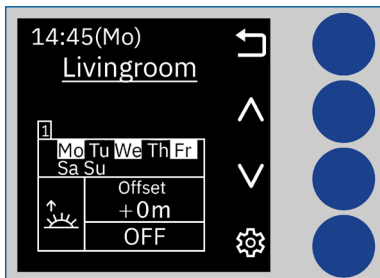 14:45(Mo)
Livingroom
1
Mo Tu We Th Fr
Sa Su
Offset
+0m
OFF